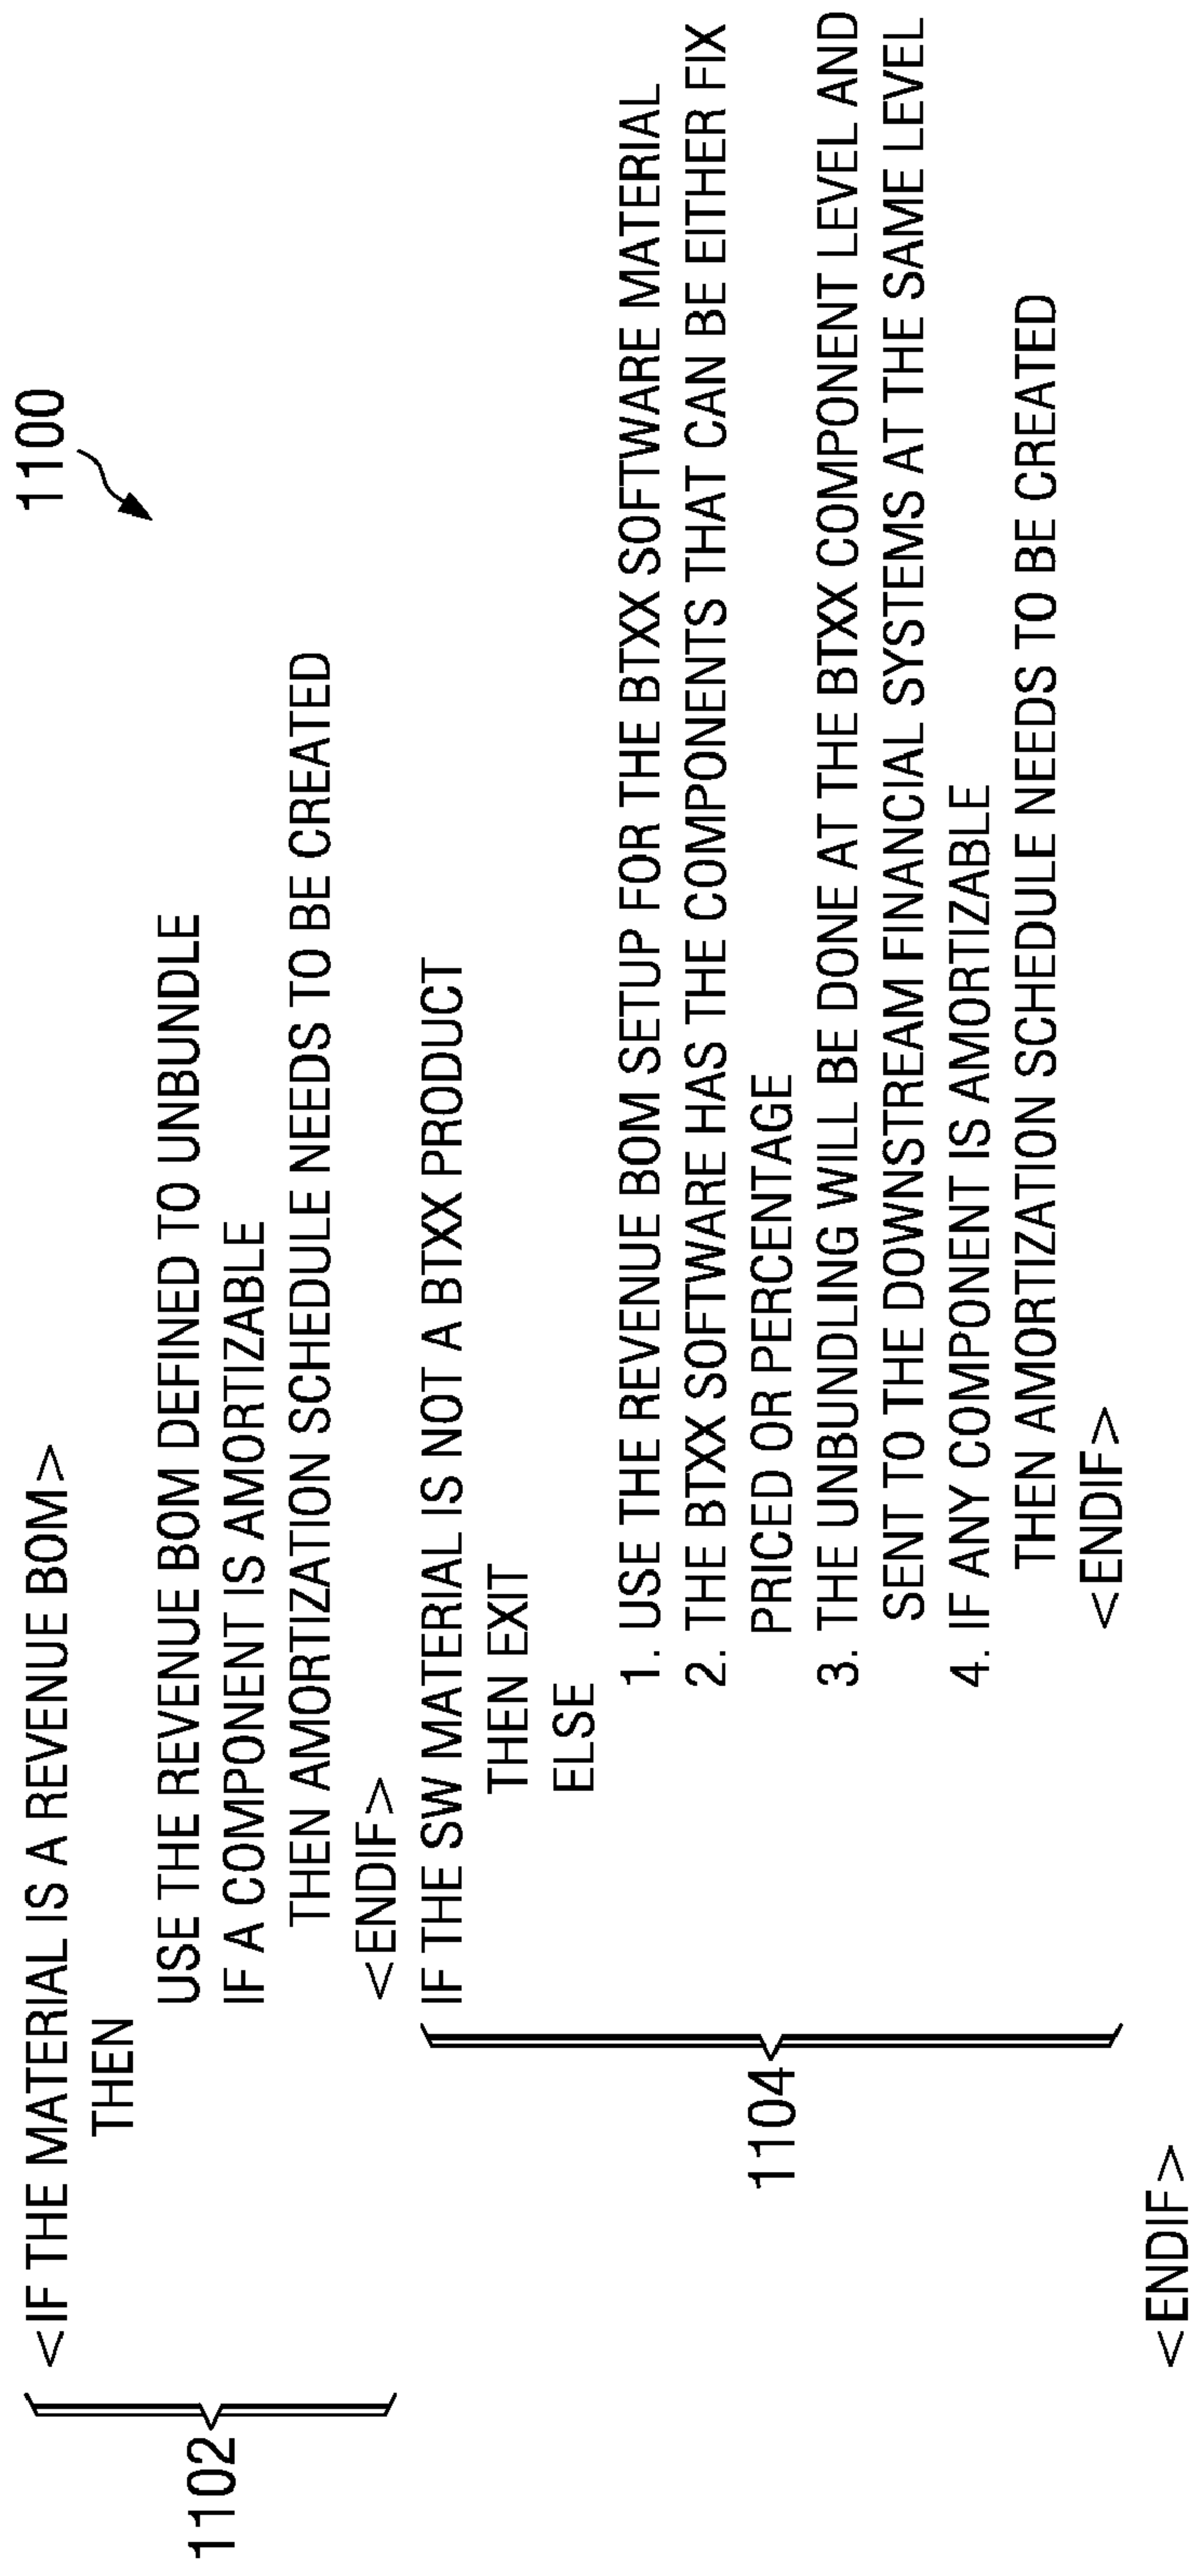 1100
<IF THE MATERIAL IS A REVENUE BOM>
THEN
USE THE REVENUE BOM DEFINED TO UNBUNDLE
IF A COMPONENT IS AMORTIZABLE
THEN AMORTIZATION SCHEDULE NEEDS TO BE CREATED
<ENDIF>
1102
IF THE SW MATERIAL IS NOT A BTXX PRODUCT
THEN EXIT
ELSE
1. USE THE REVENUE BOM SETUP FOR THE BTXX SOFTWARE MATERIAL
2. THE BTXX SOFTWARE HAS THE COMPONENTS THAT CAN BE EITHER FIX
PRICED OR PERCENTAGE
3. THE UNBUNDLING WILL BE DONE AT THE BTXX COMPONENT LEVEL AND
SENT TO THE DOWNSTREAM FINANCIAL SYSTEMS AT THE SAME LEVEL
4. IF ANY COMPONENT IS AMORTIZABLE
THEN AMORTIZATION SCHEDULE NEEDS TO BE CREATED
<ENDIF>
1104
<ENDIF>